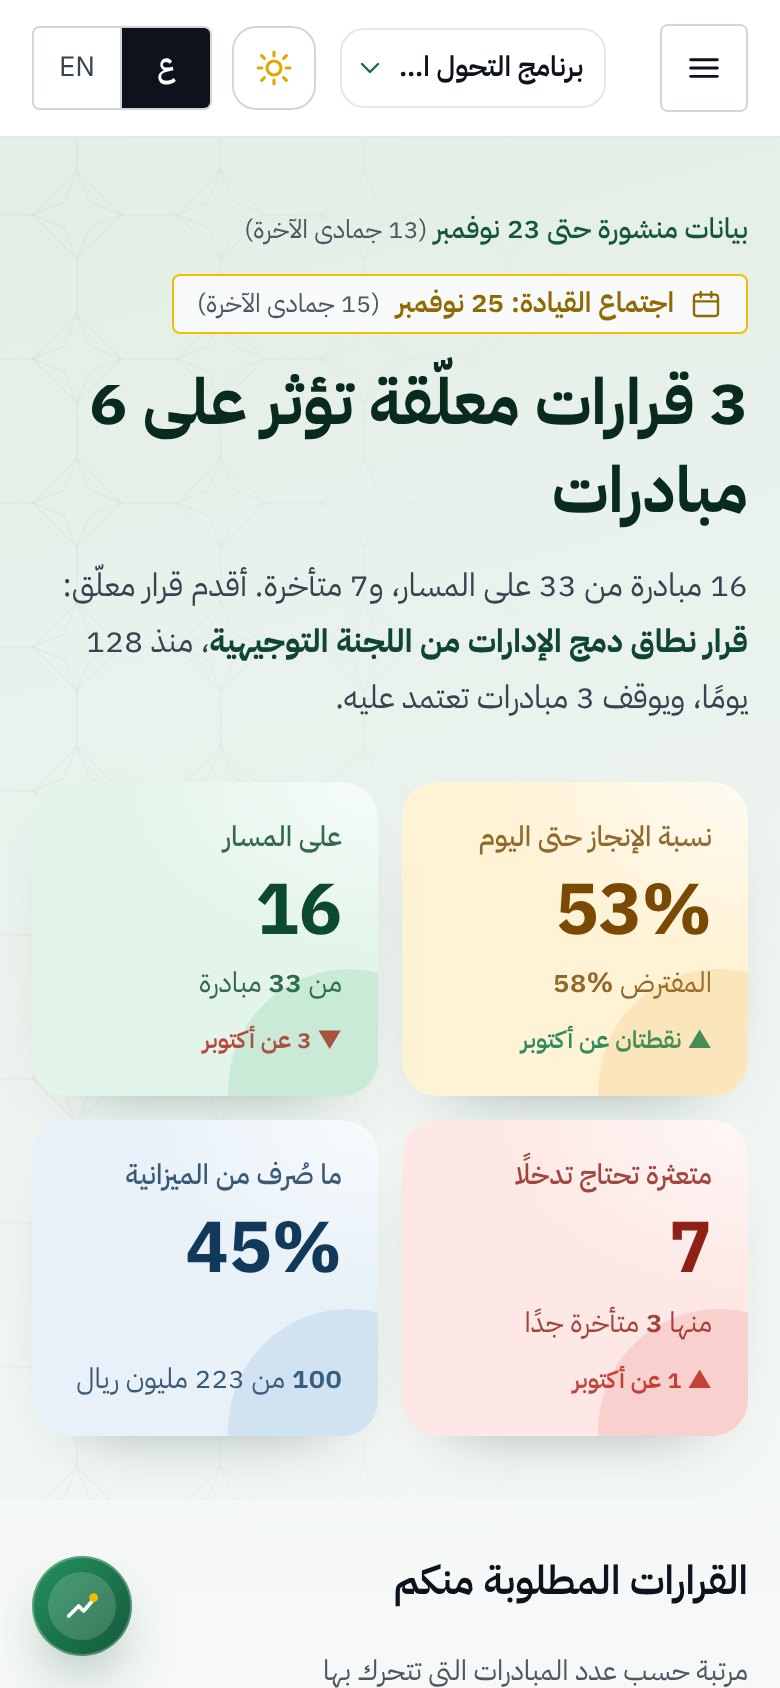 برنامج التحول ا...
ع
EN
بيانات منشورة حتى 23 نوفمبر (13 جمادى الآخرة)
اجتماع القيادة: 25 نوفمبر (15 جمادى الآخرة)
3 قرارات معلّقة تؤثر على 6
مبادرات
16 مبادرة من 33 على المسار، و7 متأخرة. أقدم قرار معلّق:
قرار نطاق دمج الإدارات من اللجنة التوجيهية، منذ 128
يومًا، ويوقف 3 مبادرات تعتمد عليه.
نسبة الإنجاز حتى اليوم
53%
المفترض 58%
▲ نقطتان عن أكتوبر
على المسار
16
من 33 مبادرة
▼ 3 عن أكتوبر
متعثرة تحتاج تدخلًا
7
منها 3 متأخرة جدًا
▲ 1 عن أكتوبر
ما صُرف من الميزانية
45%
100 من 223 مليون ريال
القرارات المطلوبة منكم
مرتبة حسب عدد المبادرات التي تتحرك بها